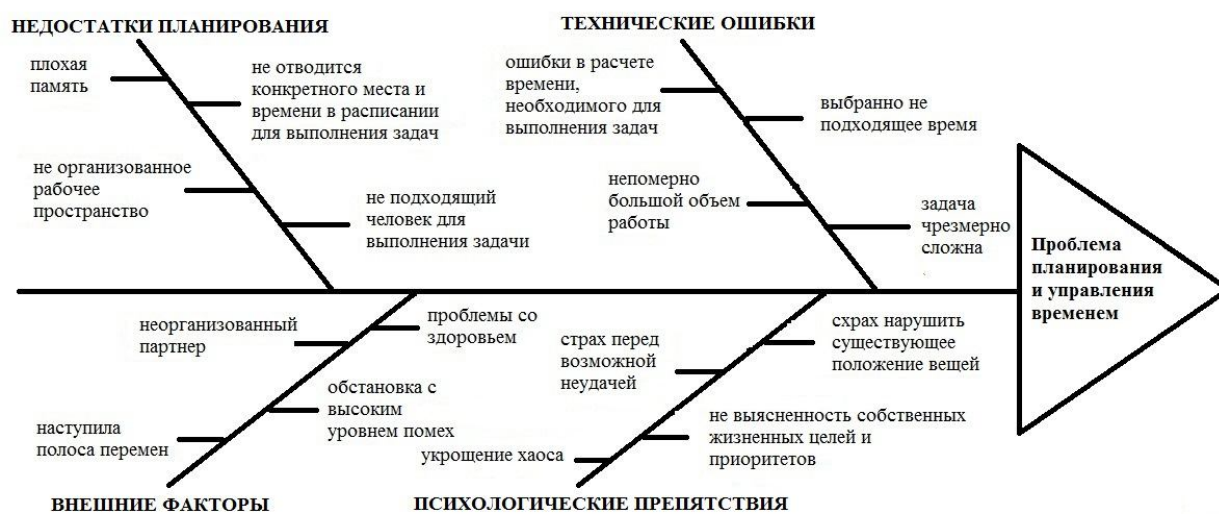 НЕДОСТАТКИ ПЛАНИРОВАНИЯ
плохая
память
не отводится
конкретного места и
времени в расписании
для выполнения задач
не организованное
рабочее
пространство
не подходящий
человек для
выполнения задачи
ТЕХНИЧЕСКИЕ ОШИБКИ
ошибки в расчете
времени,
необходимого для
выполнения задач
выбранно не
подходящее время
непомерно
большой объем
работы
задача
чрезмерно
сложна
Проблема
планирования
и управления
временем
неорганизованный
партнер
проблемы со
здоровьем
обстановка с
высоким
уровнем помех
наступила
полоса перемен
ВНЕШНИЕ ФАКТОРЫ
страх перед
возможной
неудачей
схрах нарушить
существующее
положение вещей
не выясненность собственных
жизненных целей и
приоритетов
укрощение хаоса
ПСИХОЛОГИЧЕСКИЕ ПРЕПЯТСТВИЯ